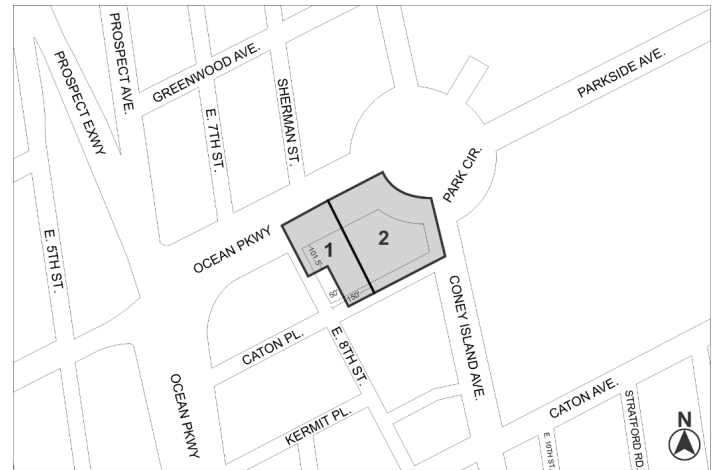 PROSPECT AVE.
PROSPECT EXWY
GREENWOOD AVE.
E. 7TH ST.
SHERMAN ST.
PARKSIDE AVE.
PARK CIR.
OCEAN PKWY
E. 5TH ST.
1
2
101.5'
50'
150'
CATON PL.
E. 8TH ST.
CONEY ISLAND AVE.
OCEAN PKWY
KERMIT PL.
CATON AVE.
E. 10TH ST.
STRATFORD RD.
N